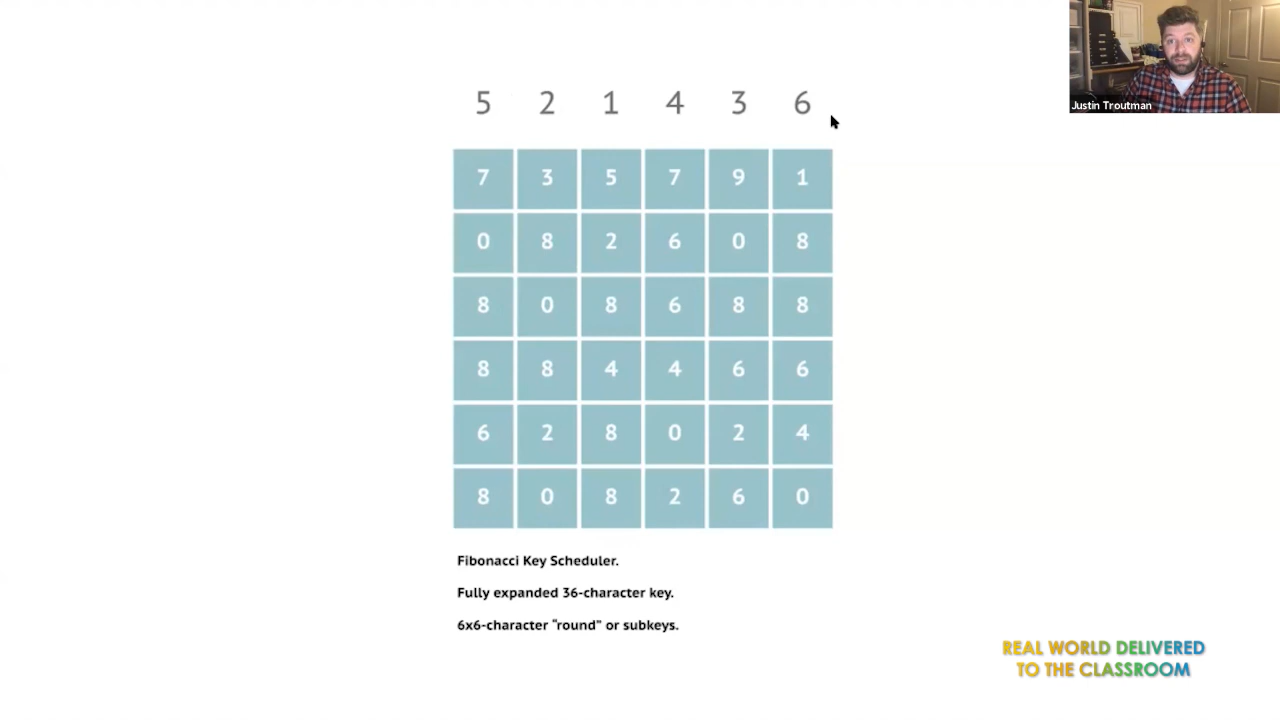 Justin Troutman
5 2 1 4 3 6
7 3 5 7 9 1
0 8 2 6 0 8
8 0 8 6 8 8
8 8 4 4 6 6
6 2 8 0 2 4
8 0 8 2 6 0
Fibonacci Key Scheduler.
Fully expanded 36-character key.
6x6-character “round” or subkeys.
REAL WORLD DELIVERED
TO THE CLASSROOM